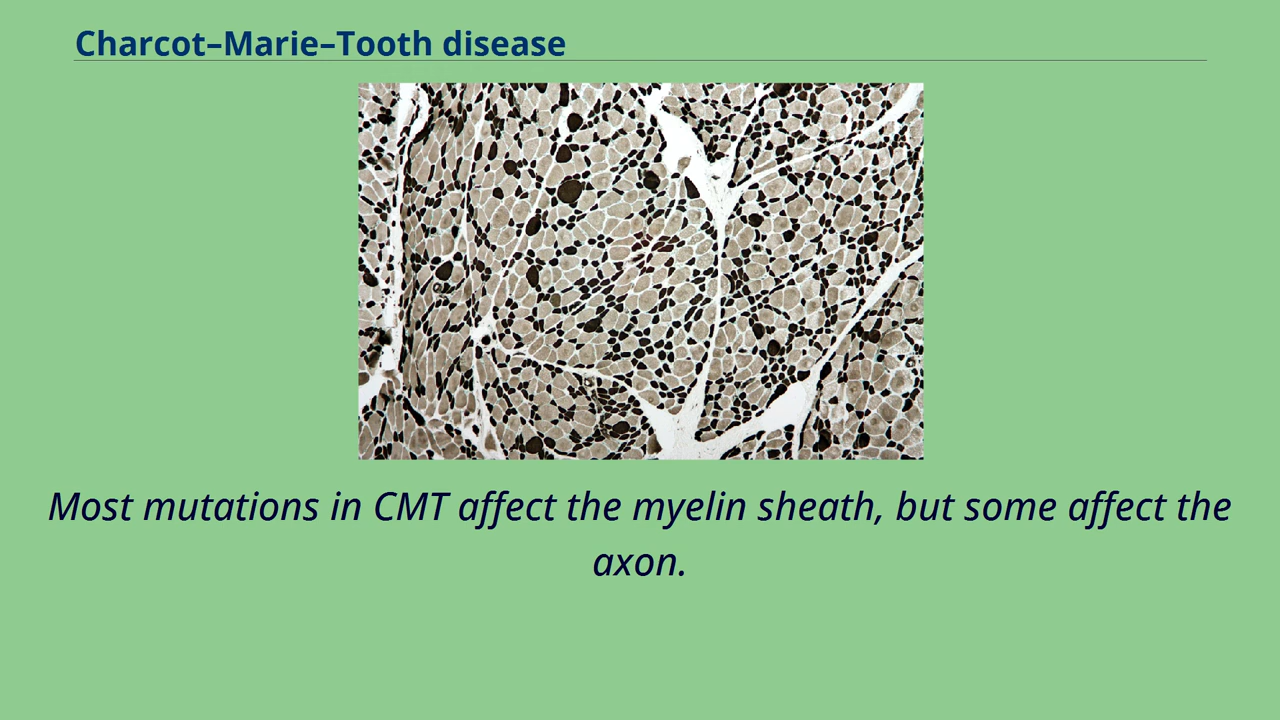 Charcot–Marie–Tooth disease
Most mutations in CMT affect the myelin sheath, but some affect the
axon.